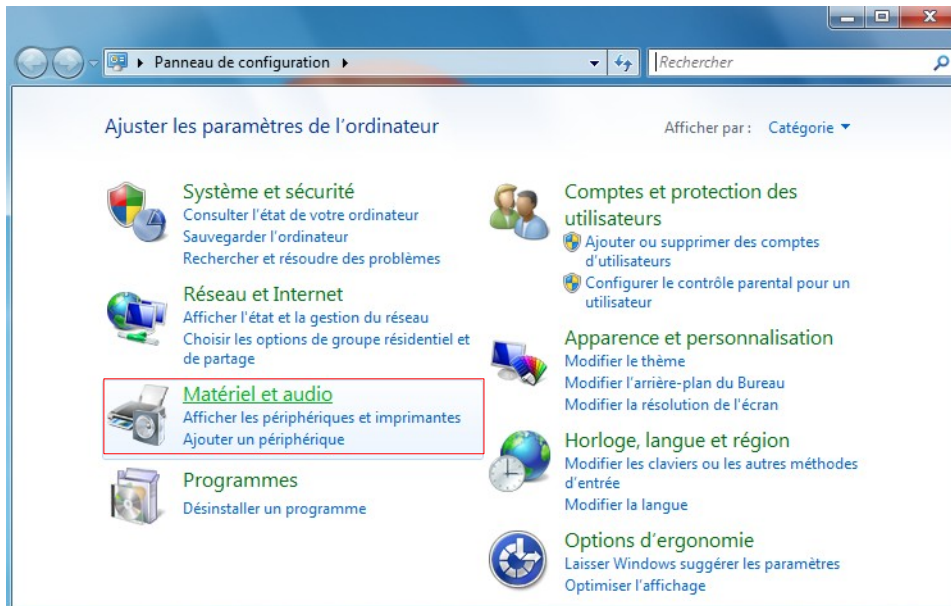 Panneau de configuration
Rechercher
Ajuster les paramètres de l'ordinateur
Afficher par : Catégorie
Système et sécurité
Consulter l'état de votre ordinateur
Sauvegarder l'ordinateur
Rechercher et résoudre des problèmes
Réseau et Internet
Afficher l'état et la gestion du réseau
Choisir les options de groupe résidentiel et
de partage
Matériel et audio
Afficher les périphériques et imprimantes
Ajouter un périphérique
Programmes
Désinstaller un programme
Comptes et protection des
utilisateurs
Ajouter ou supprimer des comptes
d'utilisateurs
Configurer le contrôle parental pour un
utilisateur
Apparence et personnalisation
Modifier le thème
Modifier l'arrière-plan du Bureau
Modifier la résolution de l'écran
Horloge, langue et région
Modifier les claviers ou les autres méthodes
d'entrée
Modifier la langue
Options d'ergonomie
Laisser Windows suggérer les paramètres
Optimiser l'affichage